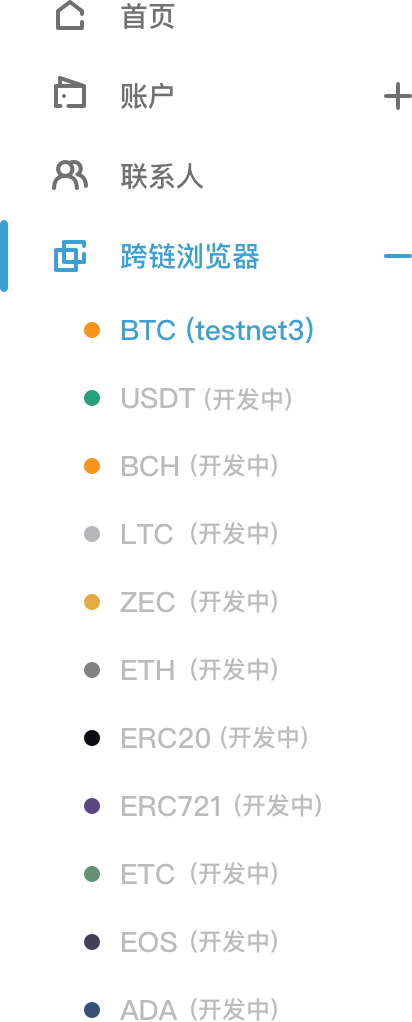 首页
账户
联系人
跨链浏览器
BTC (testnet3)
USDT (开发中)
BCH (开发中)
LTC (开发中)
ZEC (开发中)
ETH (开发中)
ERC20 (开发中)
ERC721 (开发中)
ETC (开发中)
EOS (开发中)
ADA (开发中)